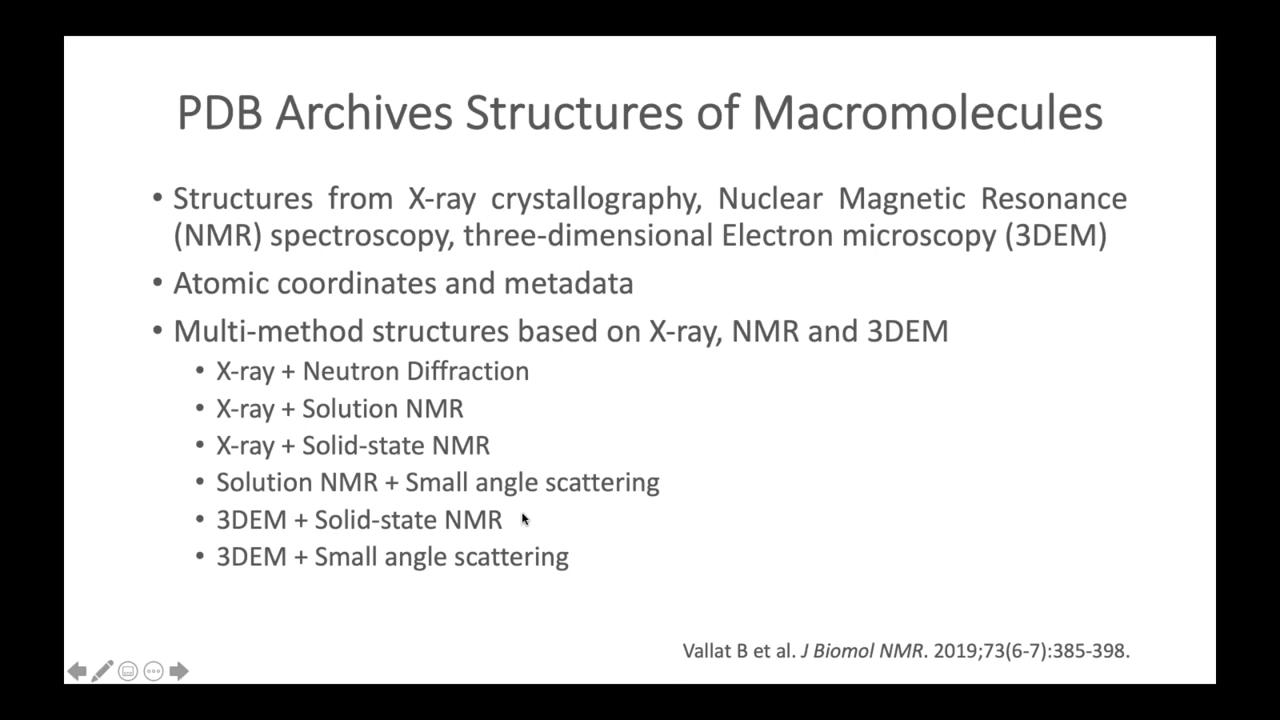 PDB Archives Structures of Macromolecules
• Structures from X-ray crystallography, Nuclear Magnetic Resonance
(NMR) spectroscopy, three-dimensional Electron microscopy (3DEM)
• Atomic coordinates and metadata
• Multi-method structures based on X-ray, NMR and 3DEM
• X-ray + Neutron Diffraction
• X-ray + Solution NMR
• X-ray + Solid-state NMR
• Solution NMR + Small angle scattering
• 3DEM + Solid-state NMR
• 3DEM + Small angle scattering
Vallat B et al. J Biomol NMR. 2019;73(6-7):385-398.